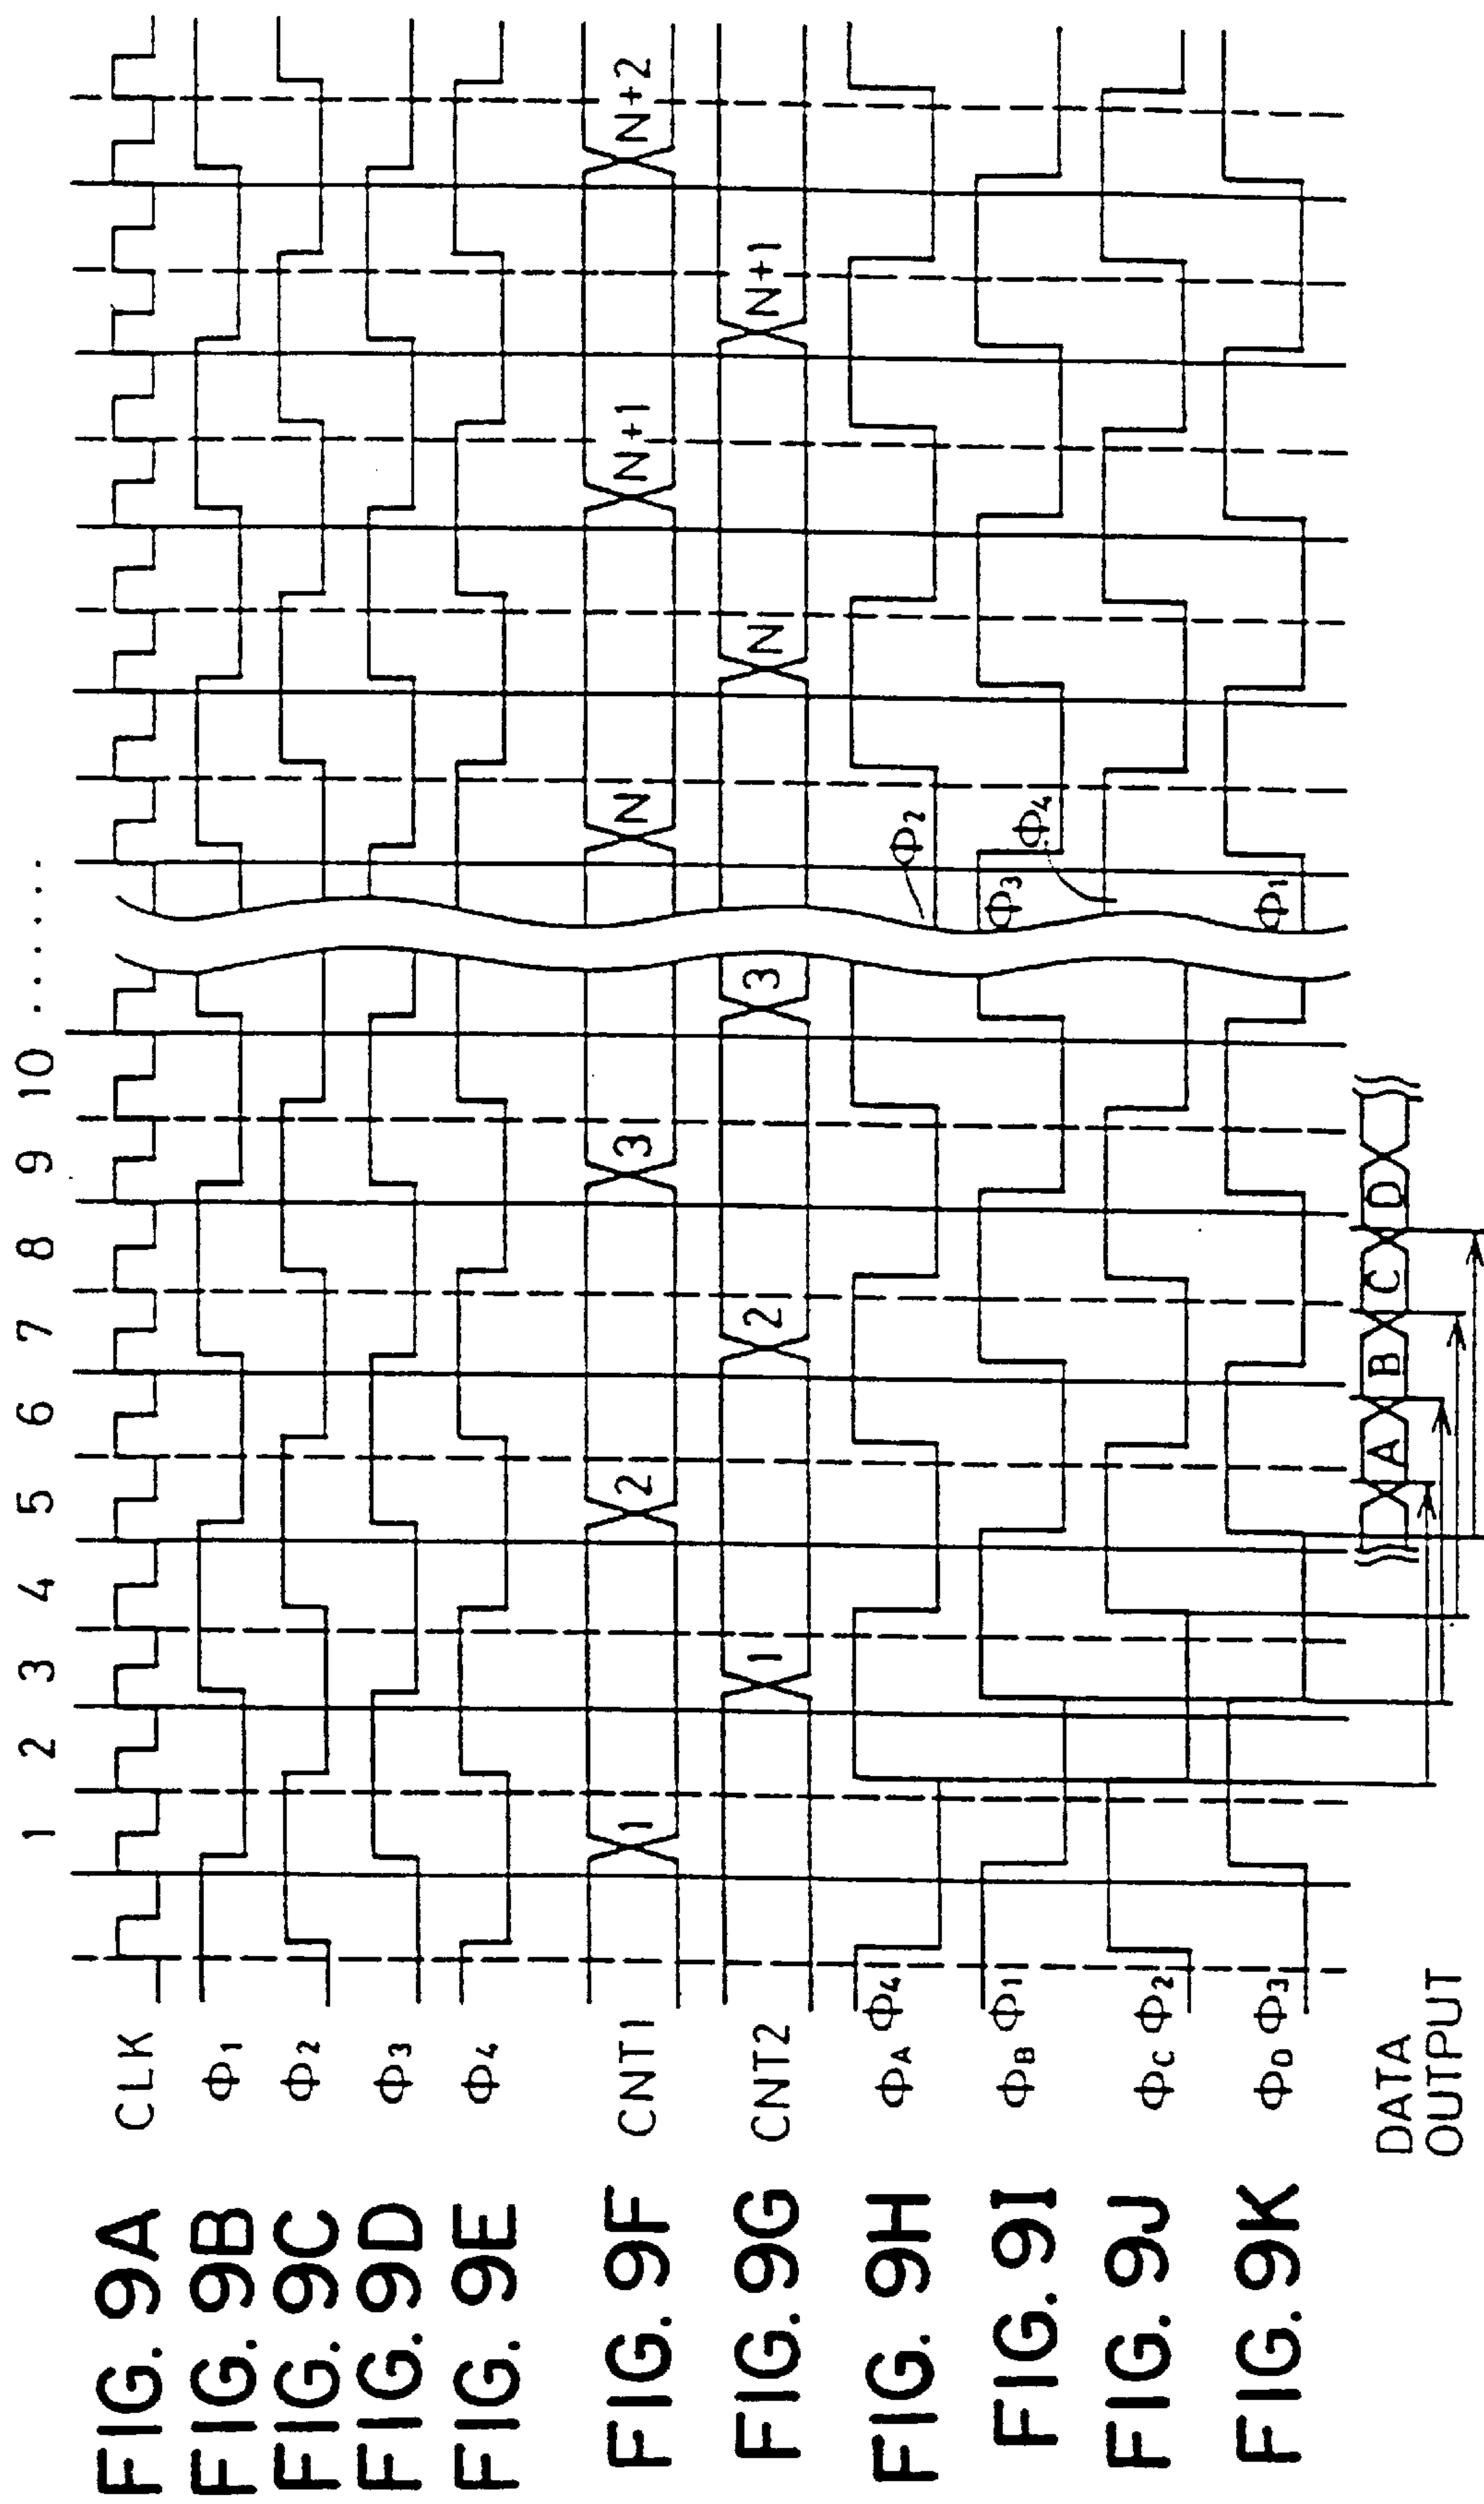 1 2 3 4 5 6 7 8 9 10 ......
FIG. 9A CLK
FIG. 9B Φ1
FIG. 9C Φ2
FIG. 9D Φ3
FIG. 9E Φ4
FIG. 9F CNT1 1 2 3 N N+1 N+2
FIG. 9G CNT2 1 2 3 N N+1
FIG. 9H ΦA Φ4 Φ2
FIG. 9I ΦB Φ1 Φ3
FIG. 9J ΦC Φ2 Φ4
FIG. 9K ΦD Φ3 Φ1
DATA
OUTPUT A B C D